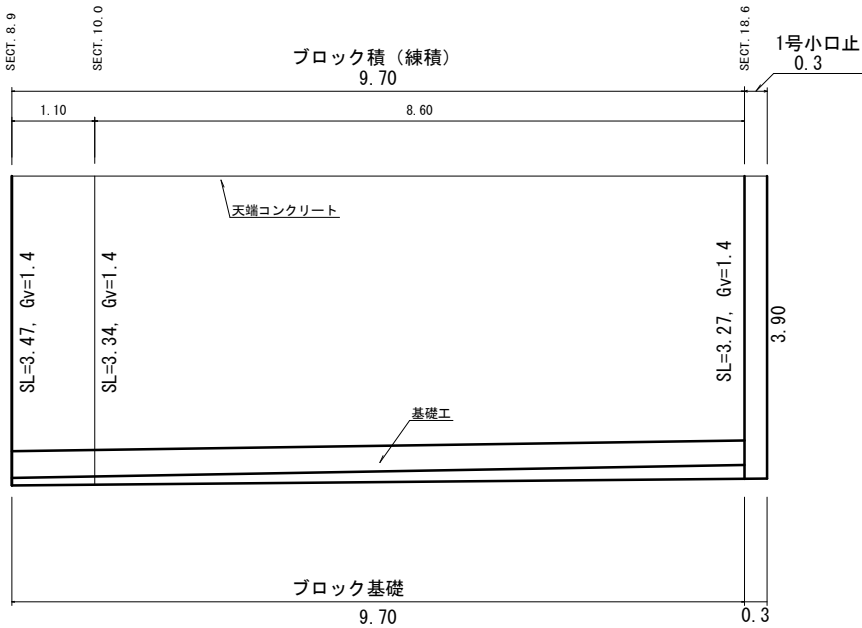 SECT. 8.9
SECT. 10.0
SECT. 18.6
ブロック積（練積）
9.70
1号小口止
0.3
1.10
8.60
天端コンクリート
SL=3.47, Gv=1.4
SL=3.34, Gv=1.4
SL=3.27, Gv=1.4
3.90
基礎工
ブロック基礎
9.70
0.3